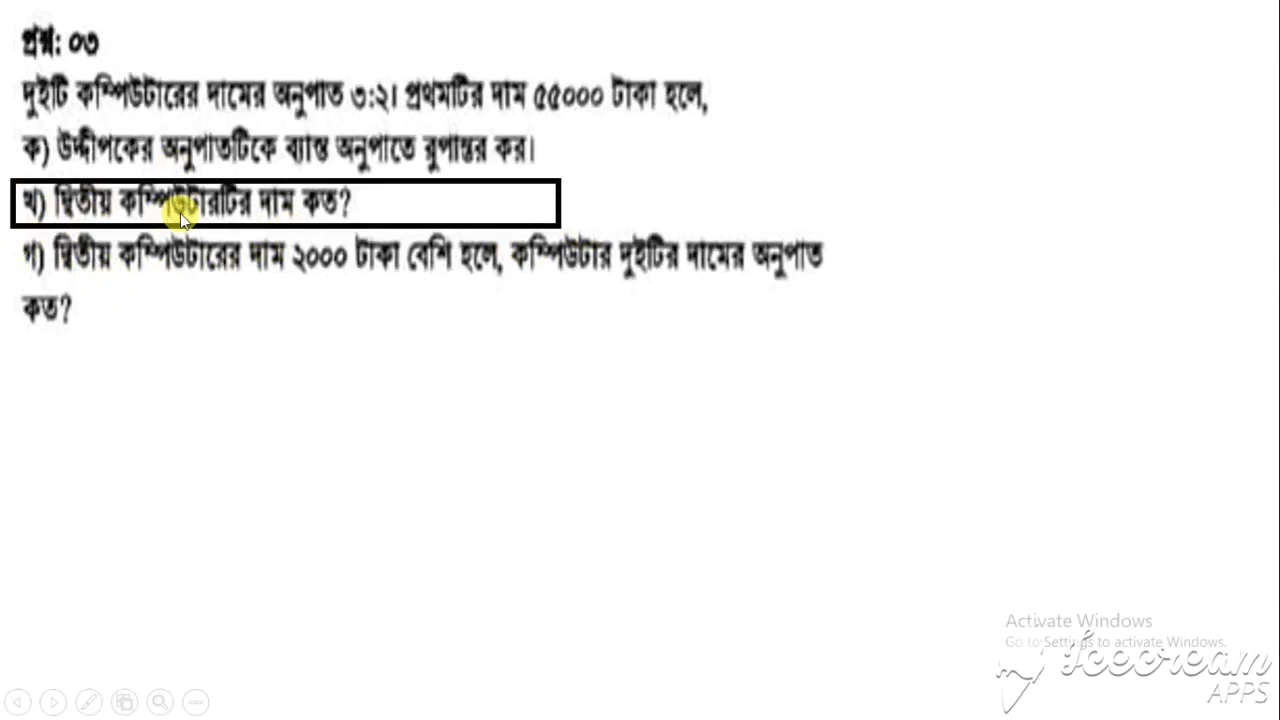 প্রশ্ন: ০৩
দুইটি কম্পিউটারের দামের অনুপাত ৩:২। প্রথমটির দাম ৫৫০০০ টাকা হলে,
ক) উদ্দীপকের অনুপাতটিকে ব্যাস্ত অনুপাতে রুপান্তর কর।
খ) দ্বিতীয় কম্পিউটারটির দাম কত?
গ) দ্বিতীয় কম্পিউটারের দাম ২০০০ টাকা বেশি হলে, কম্পিউটার দুইটির দামের অনুপাত
কত?
Activate Windows
Go to Settings to activate Windows.
Icecream
APPS